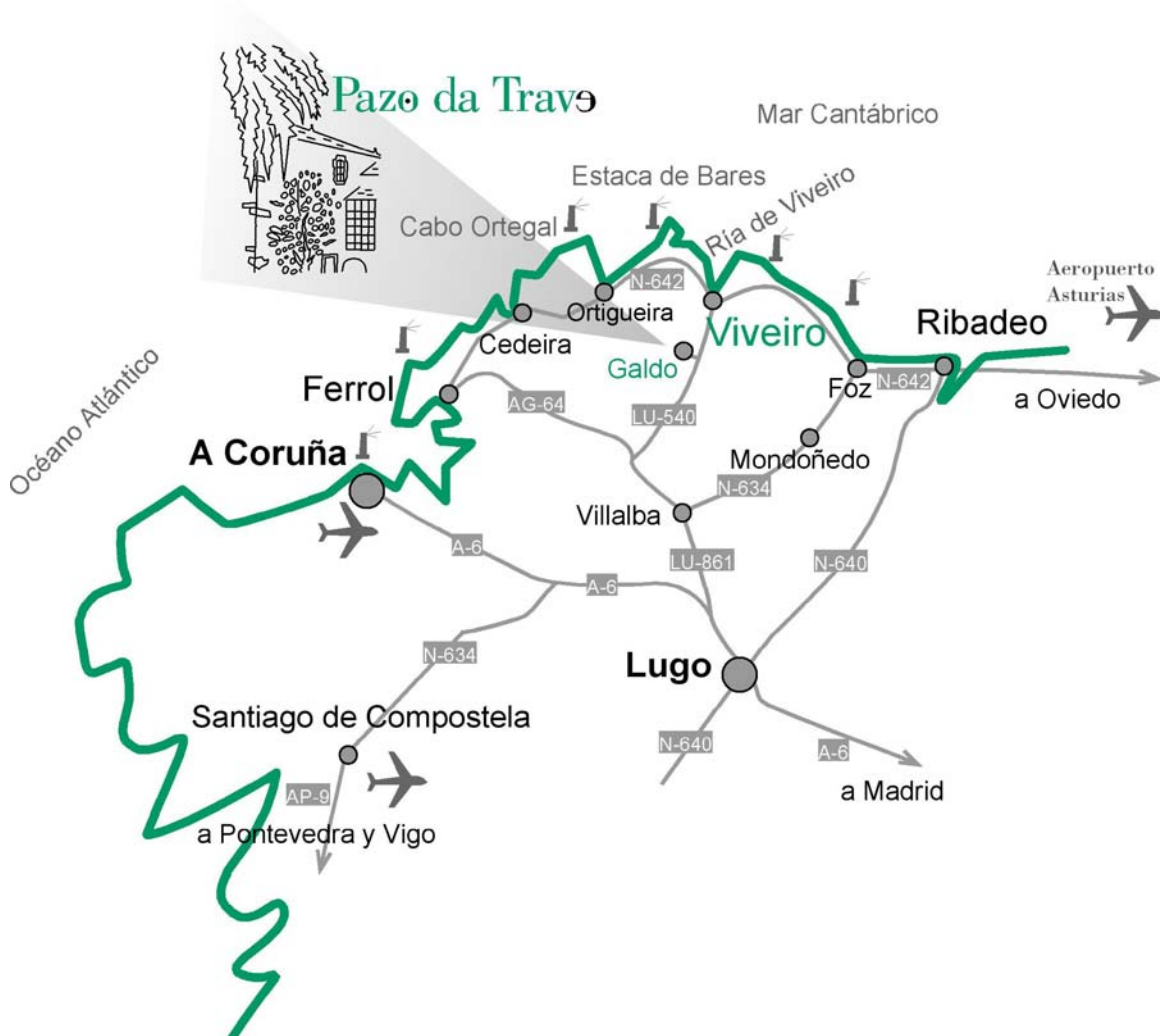 Pazo da Trave
Mar Cantábrico
Estaca de Bares
Ría de Viveiro
Cabo Ortegal
N-642
Aeropuerto
Asturias
Ortigueira
Viveiro
Ribadeo
Cedeira
Galdo
Ferrol
Foz
N-642
a Oviedo
AG-64
LU-540
Océano Atlántico
A Coruña
Mondoñedo
N-634
Villalba
A-6
LU-861
N-640
A-6
N-634
Lugo
Santiago de Compostela
N-640
A-6
a Madrid
AP-9
a Pontevedra y Vigo